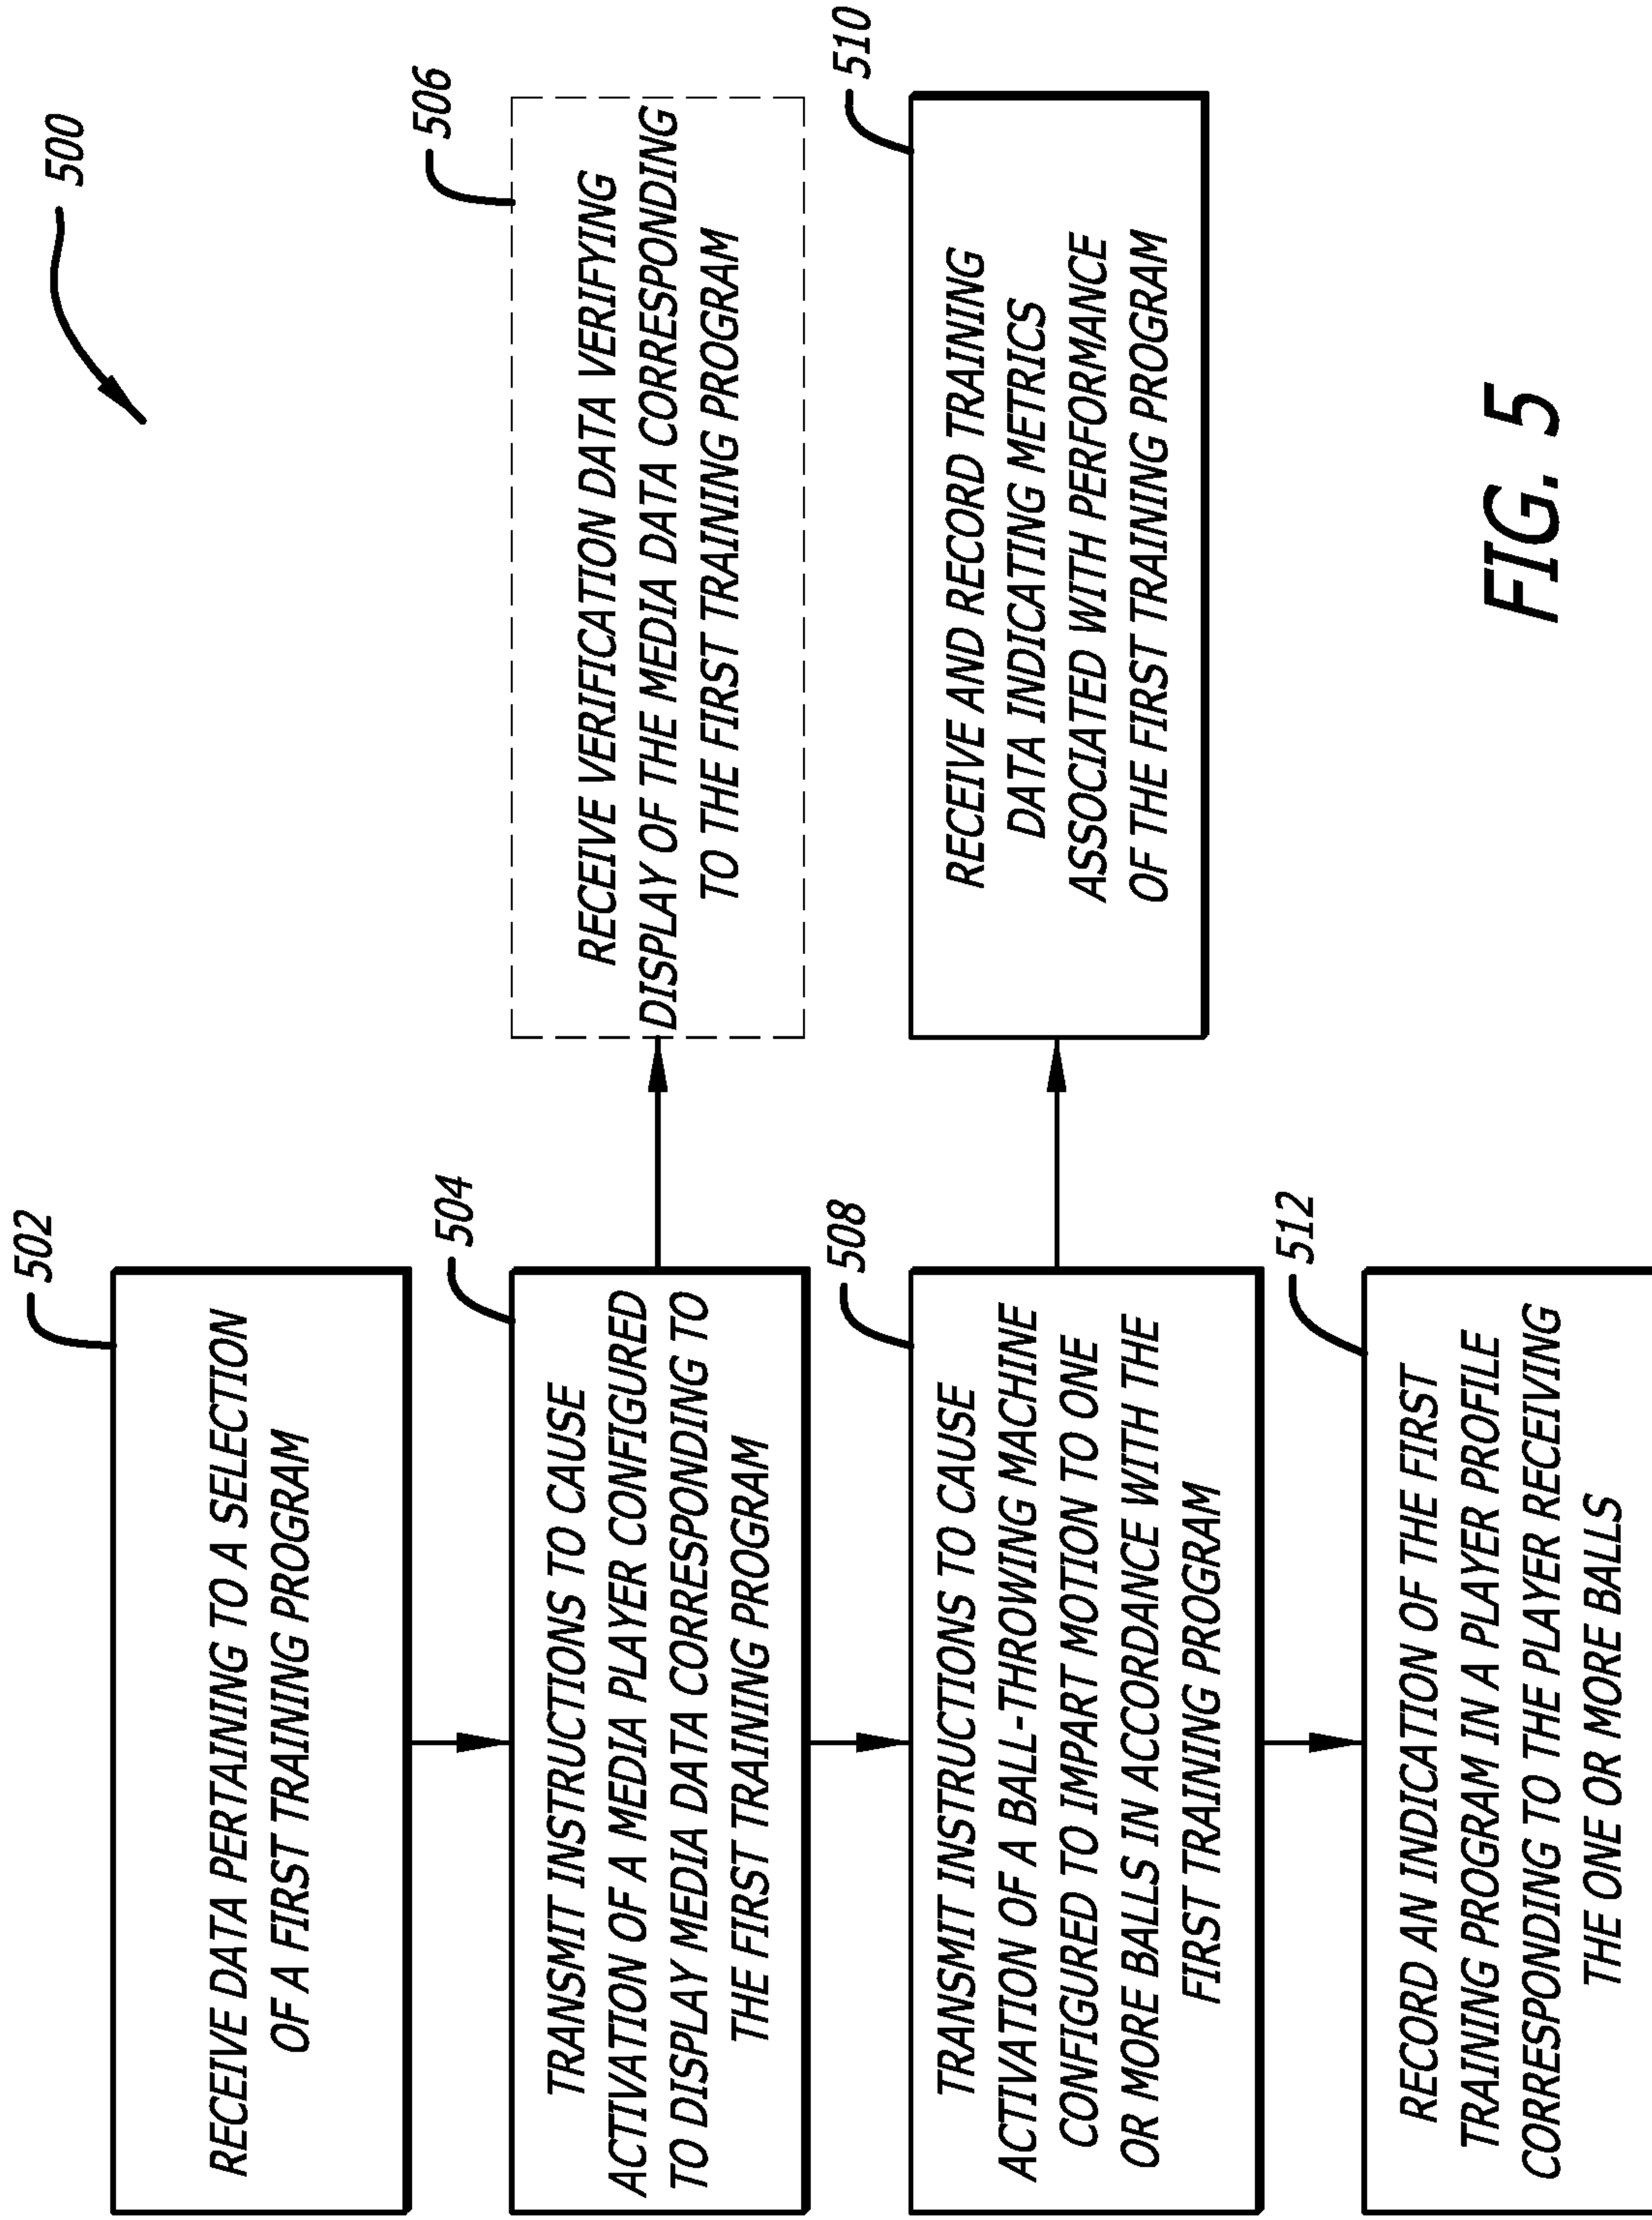 500
502
RECEIVE DATA PERTAINING TO A SELECTION
OF A FIRST TRAINING PROGRAM
504
TRANSMIT INSTRUCTIONS TO CAUSE
ACTIVATION OF A MEDIA PLAYER CONFIGURED
TO DISPLAY MEDIA DATA CORRESPONDING TO
THE FIRST TRAINING PROGRAM
506
RECEIVE VERIFICATION DATA VERIFYING
DISPLAY OF THE MEDIA DATA CORRESPONDING
TO THE FIRST TRAINING PROGRAM
508
TRANSMIT INSTRUCTIONS TO CAUSE
ACTIVATION OF A BALL-THROWING MACHINE
CONFIGURED TO IMPART MOTION TO ONE
OR MORE BALLS IN ACCORDANCE WITH THE
FIRST TRAINING PROGRAM
510
RECEIVE AND RECORD TRAINING
DATA INDICATING METRICS
ASSOCIATED WITH PERFORMANCE
OF THE FIRST TRAINING PROGRAM
512
RECORD AN INDICATION OF THE FIRST
TRAINING PROGRAM IN A PLAYER PROFILE
CORRESPONDING TO THE PLAYER RECEIVING
THE ONE OR MORE BALLS
FIG. 5